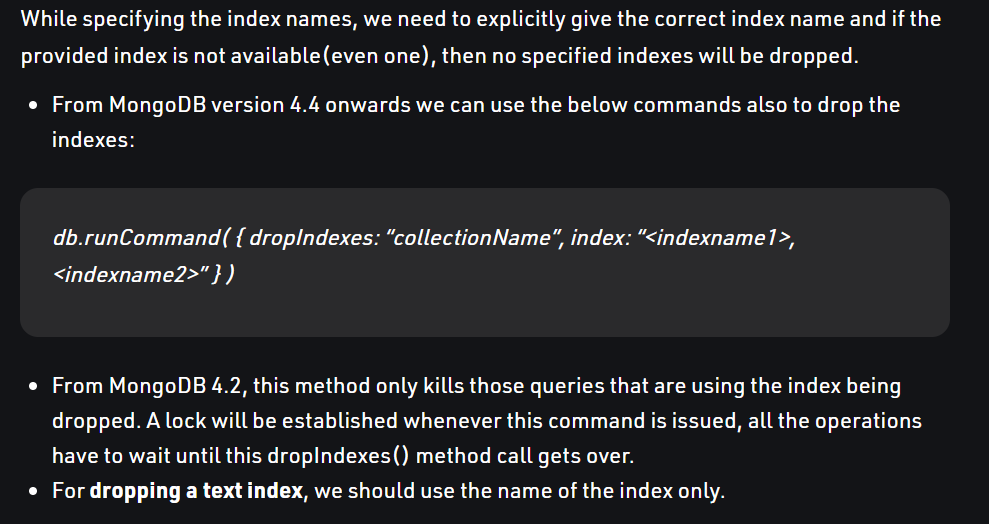 While specifying the index names, we need to explicitly give the correct index name and if the
provided index is not available(even one), then no specified indexes will be dropped.
• From MongoDB version 4.4 onwards we can use the below commands also to drop the
indexes:
db.runCommand( { dropIndexes: “collectionName”, index: “<indexname1>,
<indexname2>” } )
• From MongoDB 4.2, this method only kills those queries that are using the index being
dropped. A lock will be established whenever this command is issued, all the operations
have to wait until this dropIndexes() method call gets over.
• For dropping a text index, we should use the name of the index only.